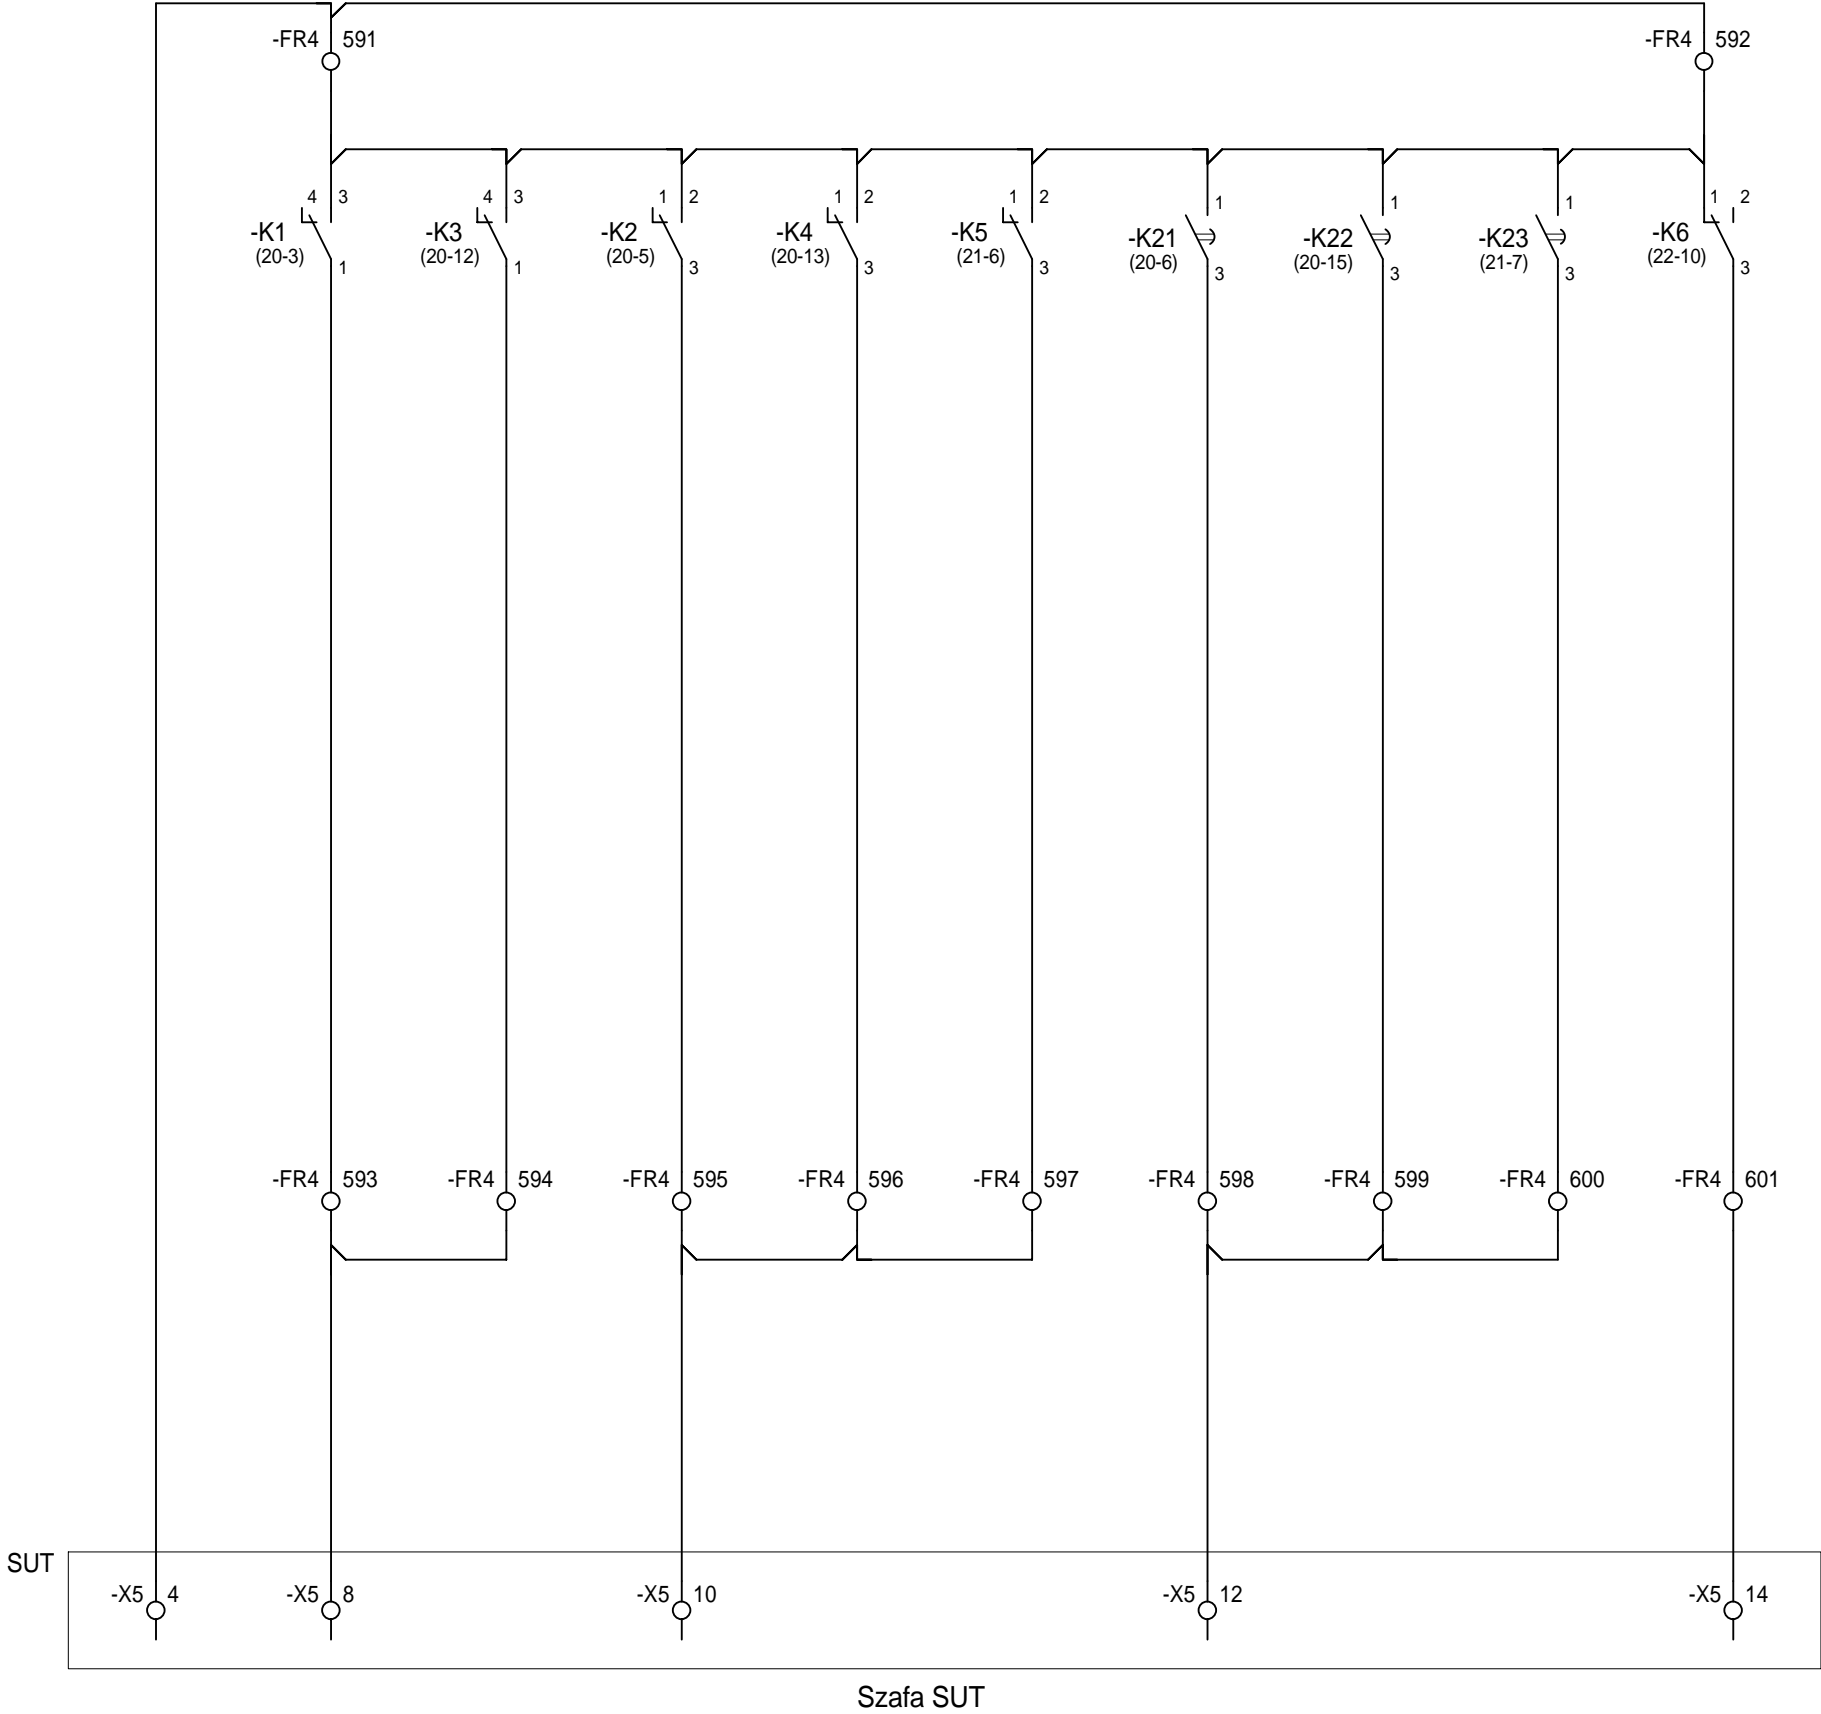 -FR4 591 -FR4 592
4 3 4 3 1 2 1 2 1 2 1 1 1 1 2
-K1 -K3 -K2 -K4 -K5 -K21 -K22 -K23 -K6
(20-3) (20-12) (20-5) (20-13) (21-6) (20-6) (20-15) (21-7) (22-10)
1 1 3 3 3 3 3 3 3
-FR4 593 -FR4 594 -FR4 595 -FR4 596 -FR4 597 -FR4 598 -FR4 599 -FR4 600 -FR4 601
SUT
-X5 4 -X5 8 -X5 10 -X5 12 -X5 14
Szafa SUT